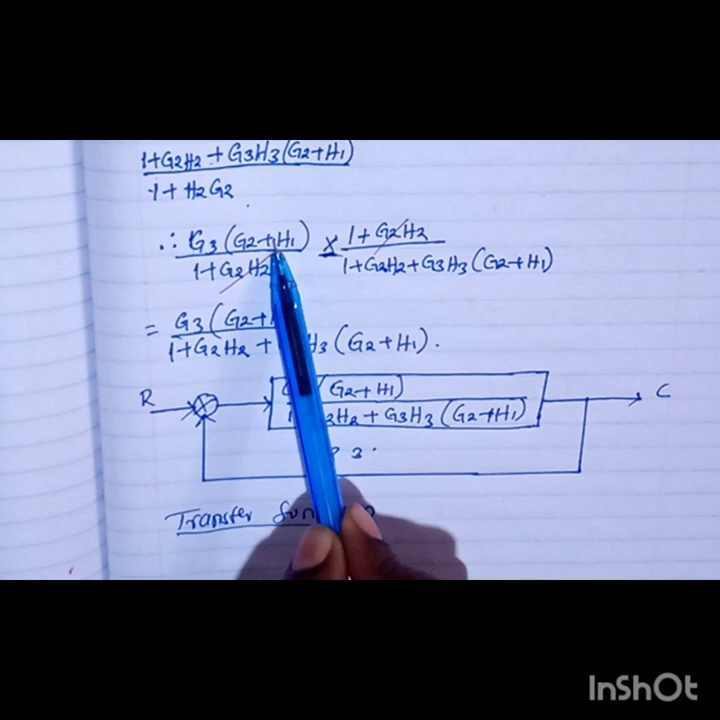 1+G2H2 + G3H3(G2+H1)
1 + H2G2
∴ G3 (G2+H1) × 1 + G2H2
1+G2H2 1+G2H2+G3H3(G2+H1)
= G3(G2+
1+G2H2 + H3(G2+H1).
R (G2+H1) C
2H2 + G3H3(G2+H1)
Transfer fun
InShOt